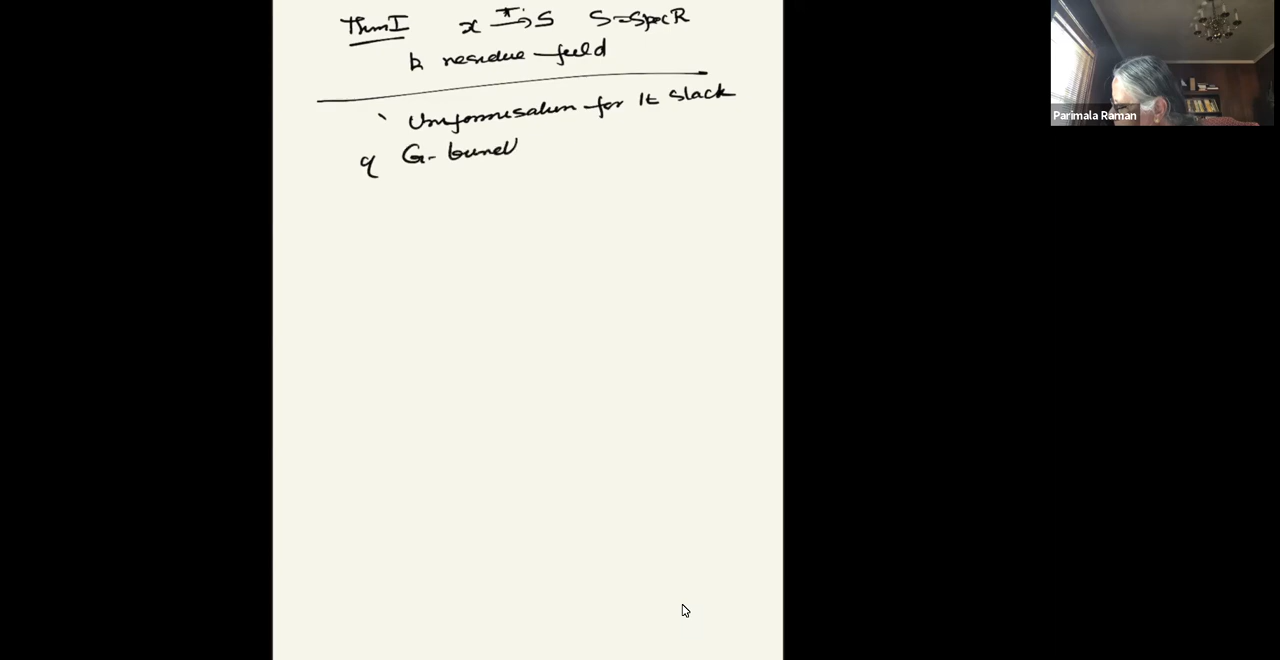 Thm I   x →π S   S = Spec R
k residue field
Uniformisation for the stack
of G-bundl
Parimala Raman